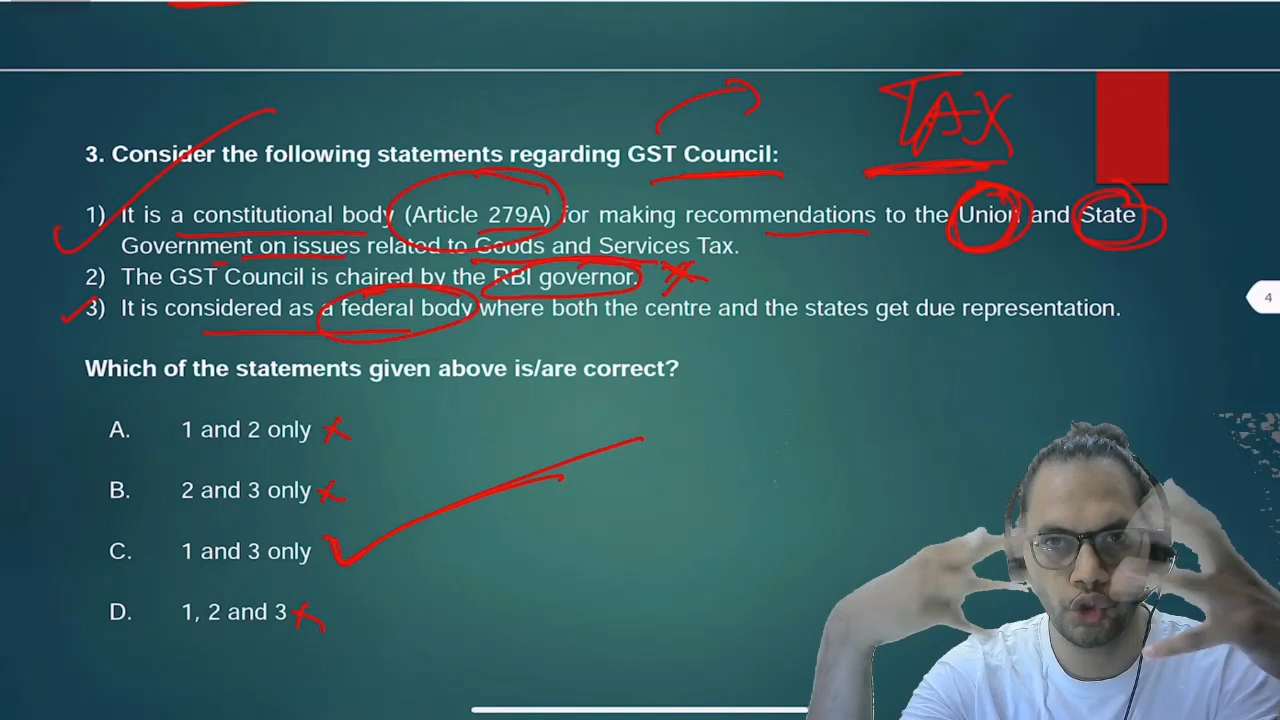 TAX
3. Consider the following statements regarding GST Council:
1) It is a constitutional body (Article 279A) for making recommendations to the Union and State
Government on issues related to Goods and Services Tax.
2) The GST Council is chaired by the RBI governor.
3) It is considered as a federal body where both the centre and the states get due representation.
4
Which of the statements given above is/are correct?
A. 1 and 2 only
B. 2 and 3 only
C. 1 and 3 only
D. 1, 2 and 3